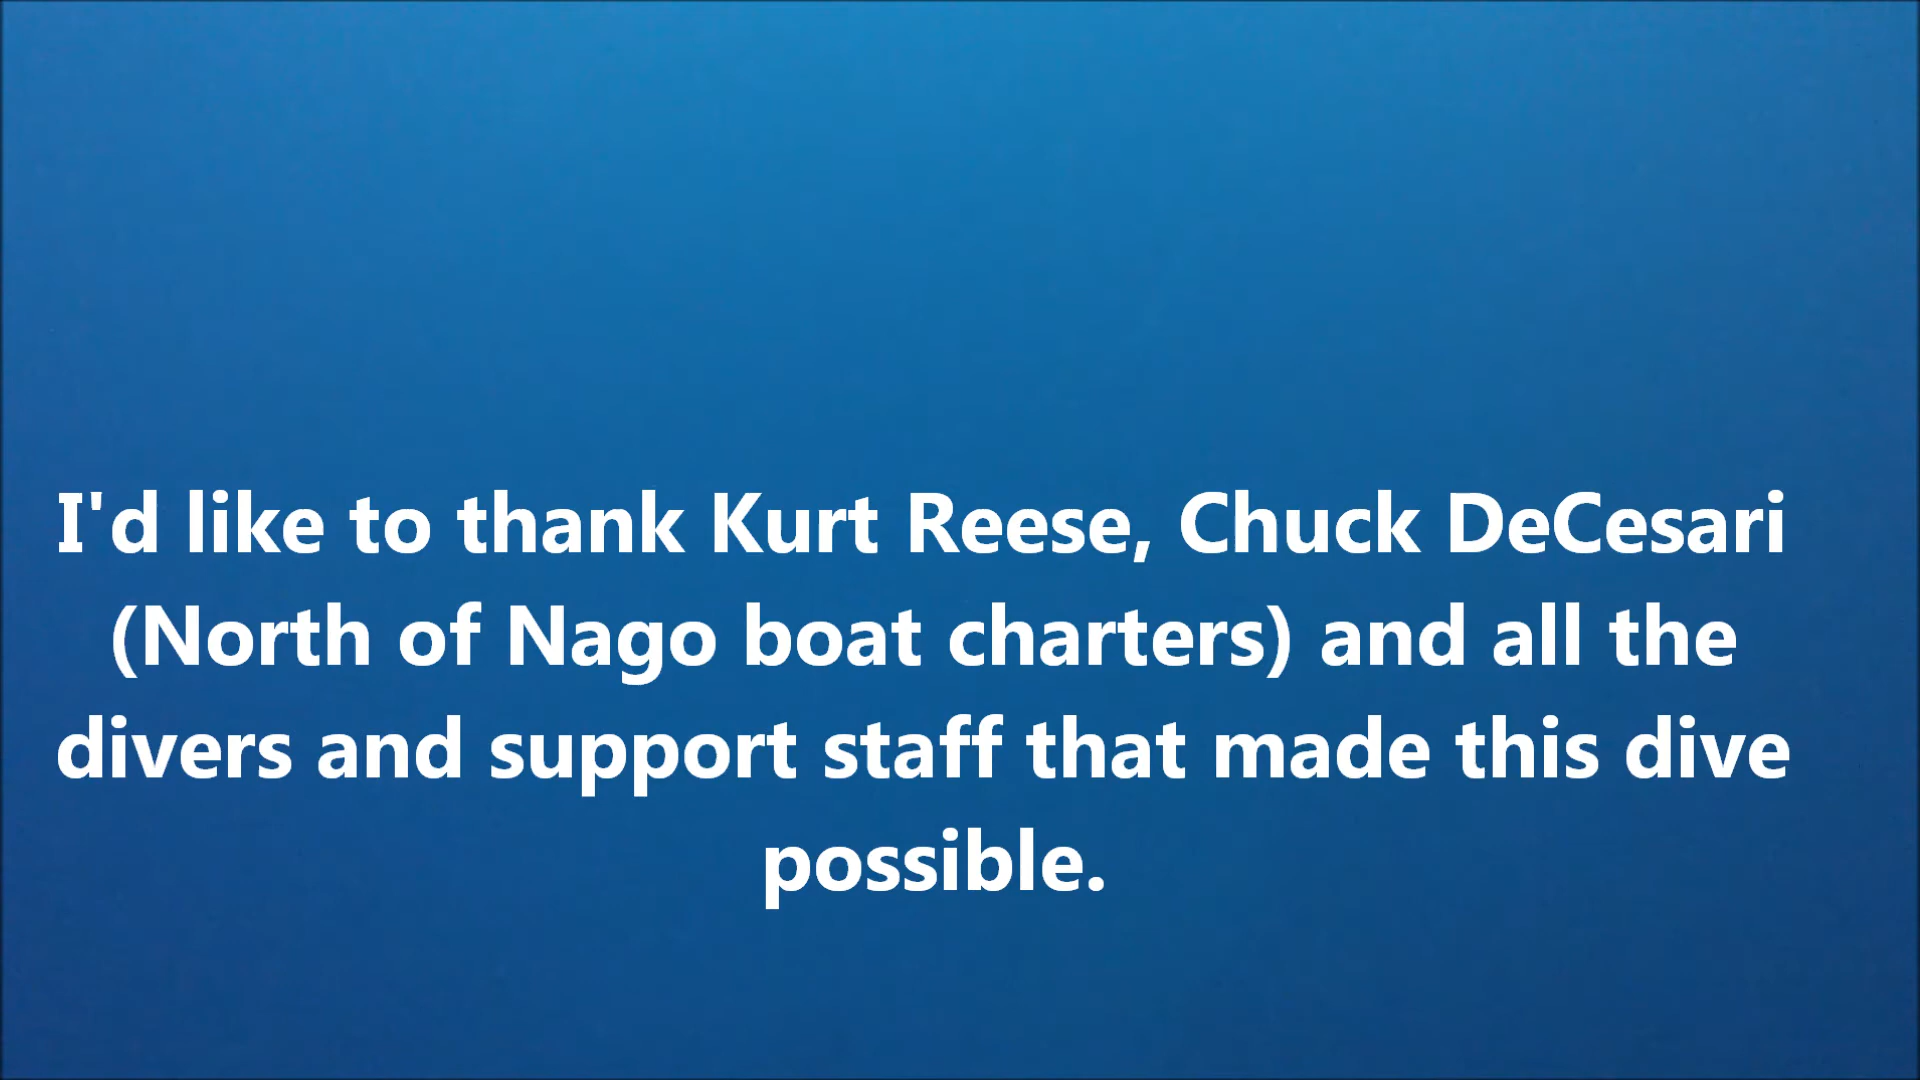 I'd like to thank Kurt Reese, Chuck DeCesari
(North of Nago boat charters) and all the
divers and support staff that made this dive
possible.